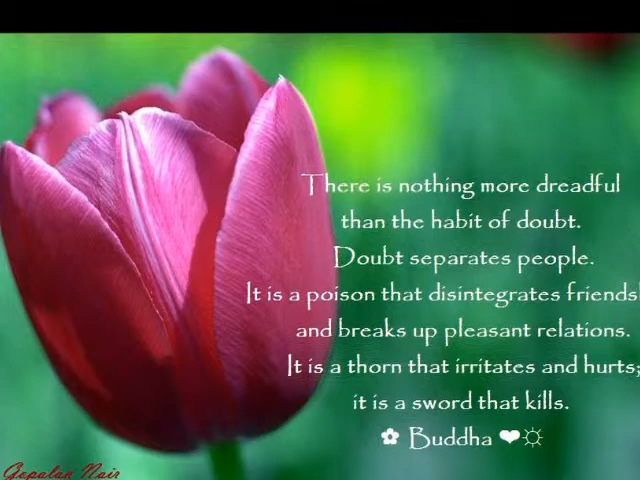 There is nothing more dreadful
than the habit of doubt.
Doubt separates people.
It is a poison that disintegrates
and breaks up pleasant relations.
It is a thorn that irritates and hurts;
it is a sword that kills.
✿ Buddha ❤☼
Gopalan Nair